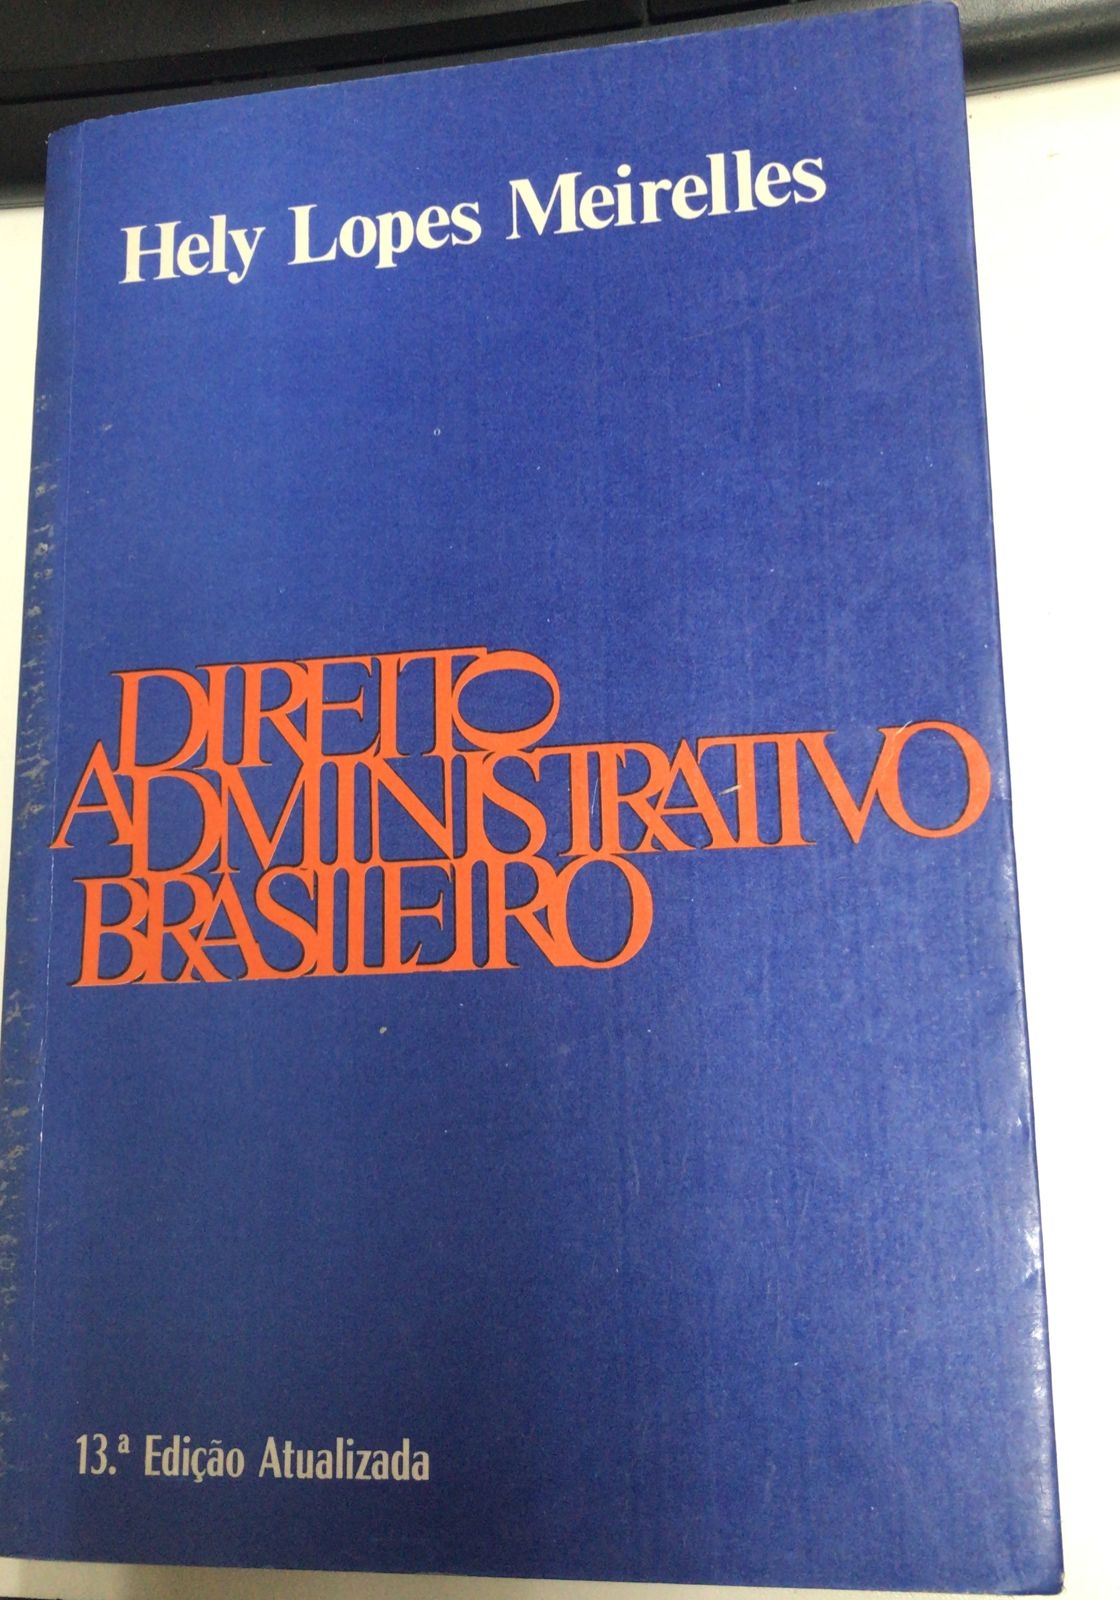 Hely Lopes Meirelles
DIREITO
ADMINISTRATIVO
BRASILEIRO
13.ª Edição Atualizada